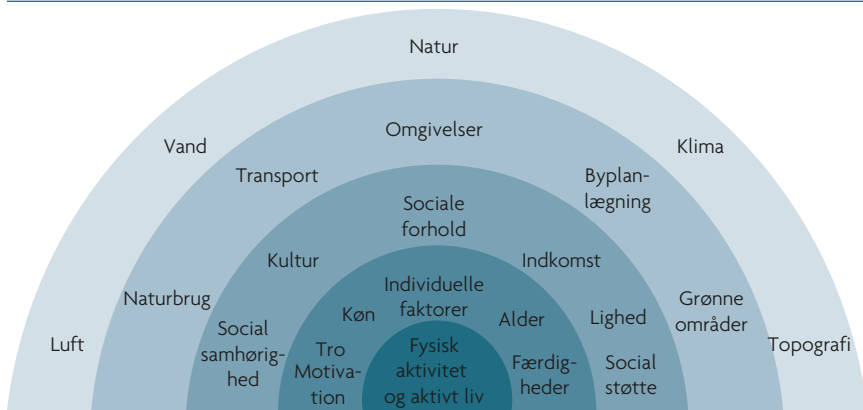 Natur
Vand
Klima
Luft
Topografi
Omgivelser
Transport
Byplan-
lægning
Naturbrug
Grønne
områder
Sociale
forhold
Kultur
Indkomst
Social
samhørig-
hed
Lighed
Social
støtte
Individuelle
faktorer
Køn
Alder
Tro
Motiva-
tion
Færdig-
heder
Fysisk
aktivitet
og aktivt liv